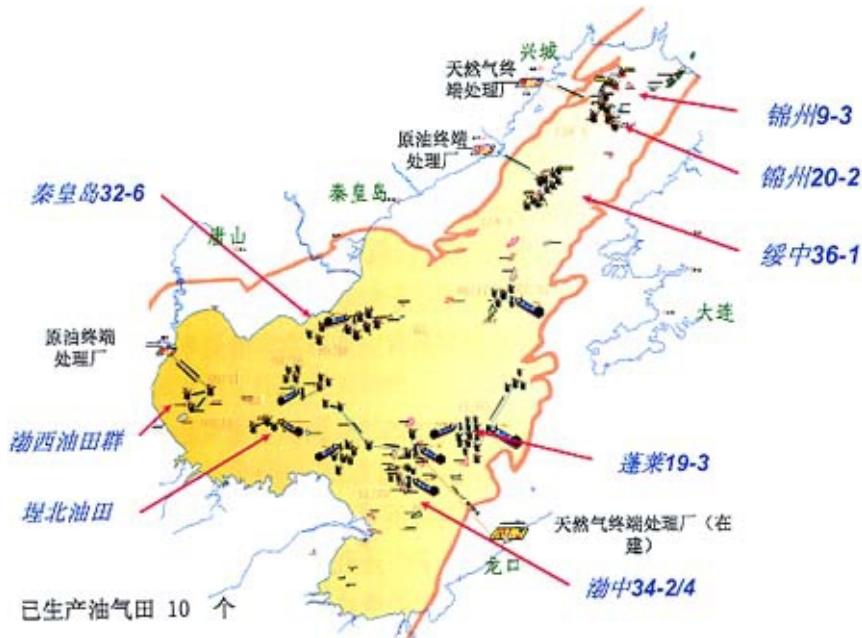 兴城
天然气终
端处理厂
锦州9-3
原油终端
处理厂
锦州20-2
秦皇岛32-6
秦皇岛
唐山
绥中36-1
大连
原油终端
处理厂
渤西油田群
蓬莱19-3
埕北油田
天然气终端处理厂（在
建）
龙口
渤中34-2/4
已生产油气田 10 个